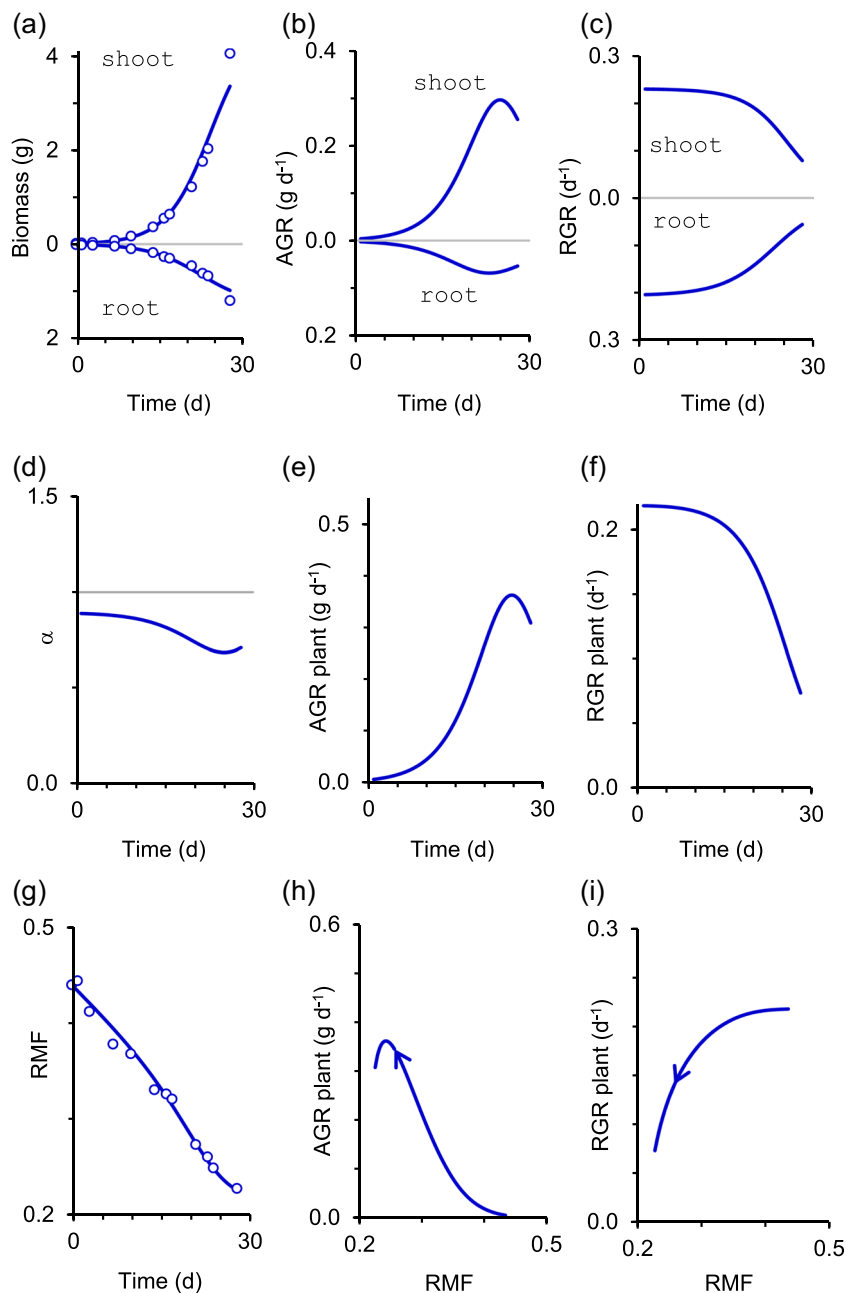 (a)
4
shoot
2
0
root
2
0
30
Biomass (g)
Time (d)
(b)
0.4
shoot
0.2
0.0
root
0.2
0
30
AGR (g d-1)
Time (d)
(c)
0.3
shoot
0.0
root
0.3
0
30
RGR (d-1)
Time (d)
(d)
1.5
0.0
0
30
α
Time (d)
(e)
0.5
0.0
0
30
AGR plant (g d-1)
Time (d)
(f)
0.2
0.0
0
30
RGR plant (d-1)
Time (d)
(g)
0.5
0.2
0
30
RMF
Time (d)
(h)
0.6
0.0
0.2
0.5
AGR plant (g d-1)
RMF
(i)
0.3
0.0
0.2
0.5
RGR plant (d-1)
RMF